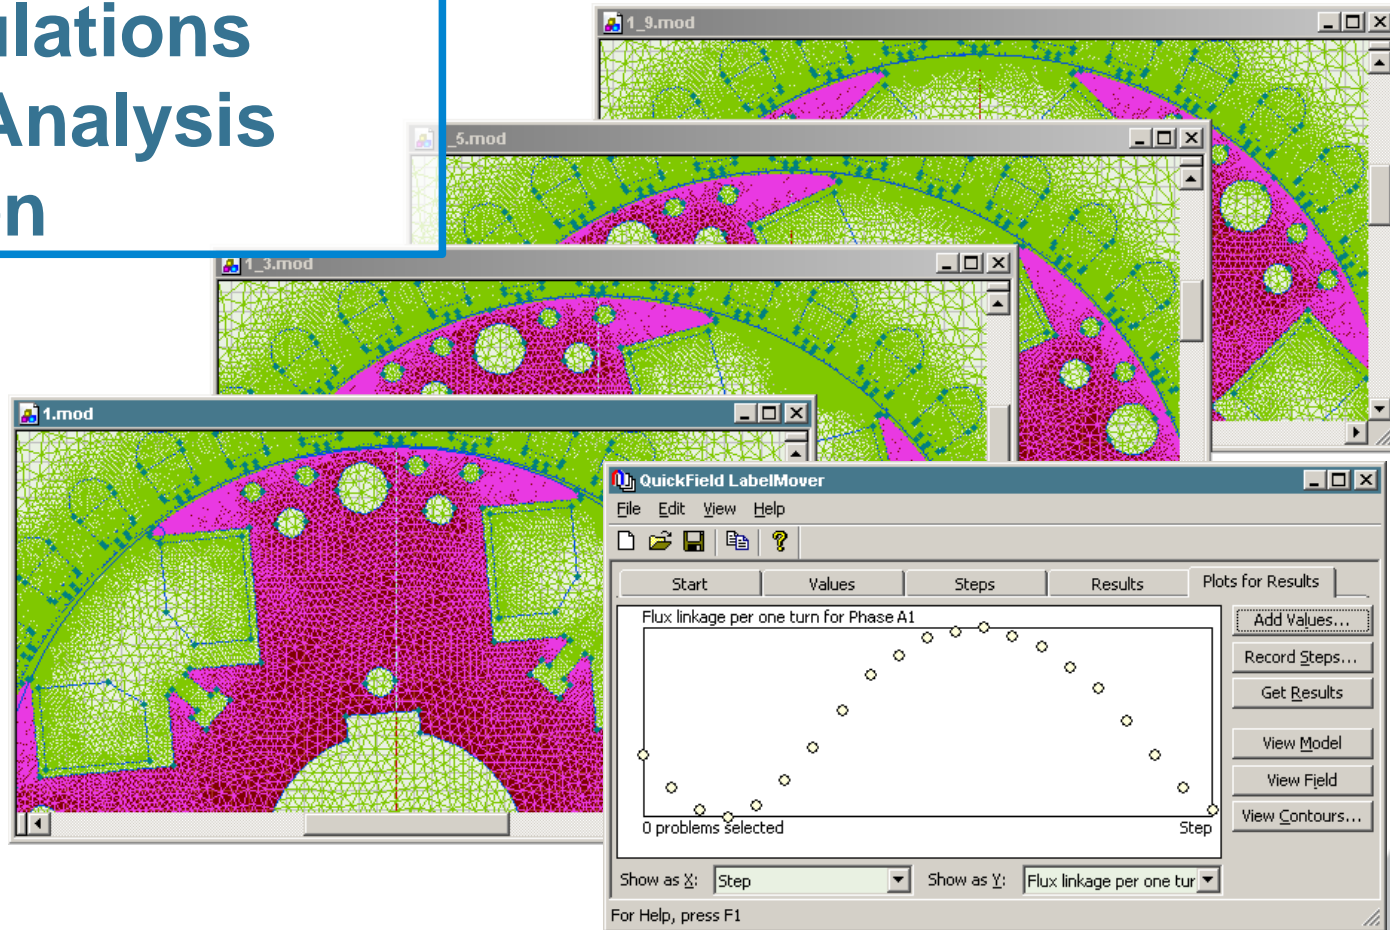 Analysis
1_9.mod
_5.mod
1_3.mod
1.mod
QuickField LabelMover
File Edit View Help
Start Values Steps Results Plots for Results
Flux linkage per one turn for Phase A1
0 problems selected
Step
Add Values...
Record Steps...
Get Results
View Model
View Field
View Contours...
Show as X: Step Show as Y: Flux linkage per one tur
For Help, press F1